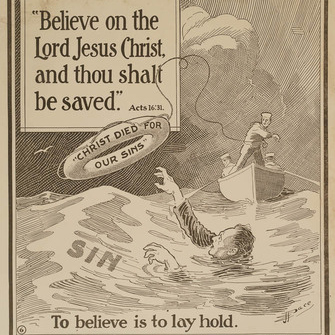 "Believe on the
Lord Jesus Christ,
and thou shalt
be saved." Acts 16:31.
"CHRIST DIED FOR
OUR SINS"
SIN
To believe is to lay hold.
6